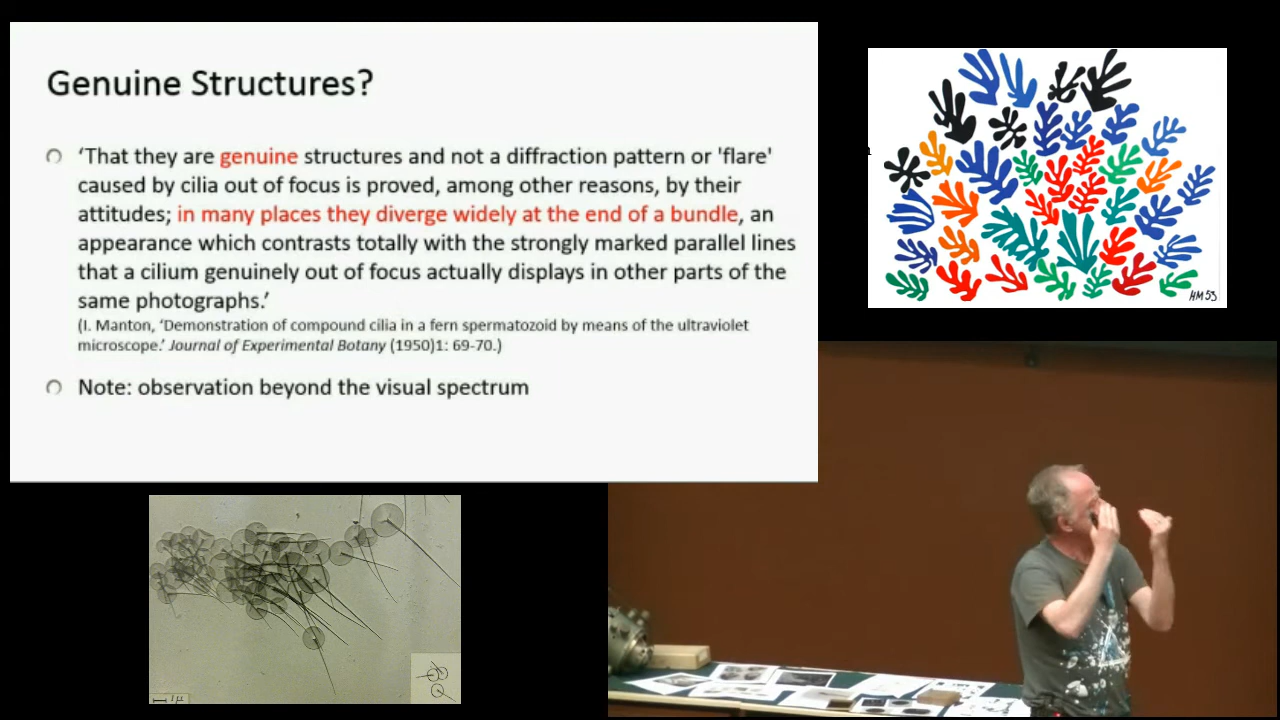 Genuine Structures?
‘That they are genuine structures and not a diffraction pattern or 'flare'
caused by cilia out of focus is proved, among other reasons, by their
attitudes; in many places they diverge widely at the end of a bundle, an
appearance which contrasts totally with the strongly marked parallel lines
that a cilium genuinely out of focus actually displays in other parts of the
same photographs.’
(I. Manton, ‘Demonstration of compound cilia in a fern spermatozoid by means of the ultraviolet
microscope.’ Journal of Experimental Botany (1950)1: 69-70.)
Note: observation beyond the visual spectrum
HM 53
1µ